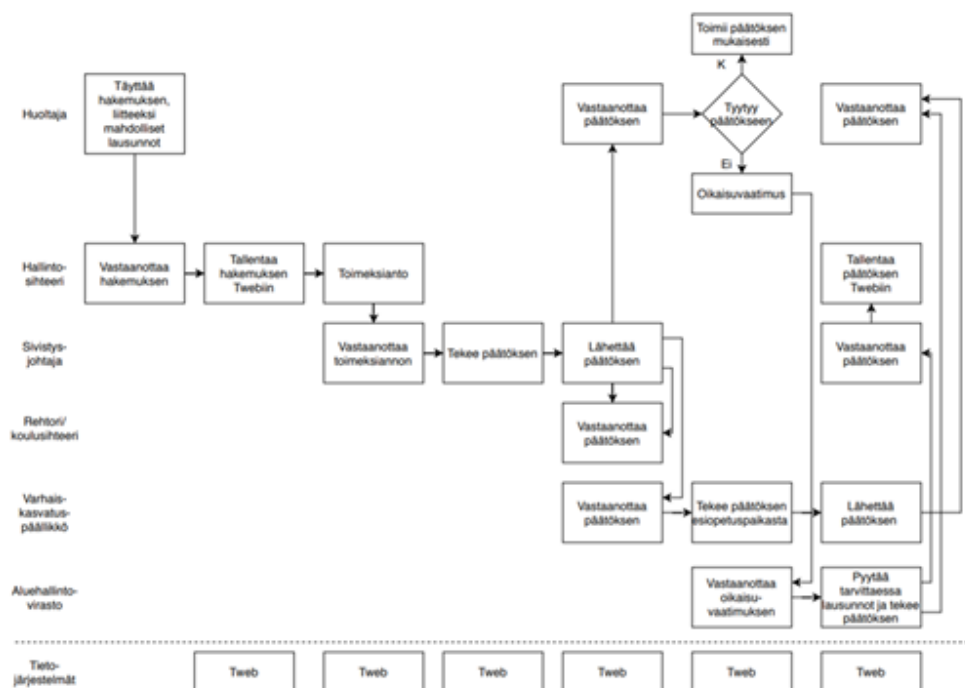 Toimii päätöksen
mukaisesti
K
Huoltaja
Täyttää
hakemuksen,
liitteeksi
mahdolliset
lausunnot
Vastaanottaa
päätöksen
Tyytyy
päätökseen
Vastaanottaa
päätöksen
Ei
Oikaisuvaatimus
Hallinto-
sihteeri
Vastaanottaa
hakemuksen
Tallentaa
hakemuksen
Twebiin
Toimeksianto
Tallentaa
päätöksen
Twebiin
Sivistys-
johtaja
Vastaanottaa
toimeksiannon
Tekee päätöksen
Lähettää
päätöksen
Vastaanottaa
päätöksen
Rehtori/
koulusihteeri
Vastaanottaa
päätöksen
Varhais-
kasvatus-
päällikkö
Vastaanottaa
päätöksen
Tekee päätöksen
esiopetuspaikasta
Lähettää
päätöksen
Aluehallinto-
virasto
Vastaanottaa
oikaisu-
vaatimuksen
Pyytää
tarvittaessa
lausunnot ja tekee
päätöksen
Tieto-
järjestelmät
Tweb
Tweb
Tweb
Tweb
Tweb
Tweb